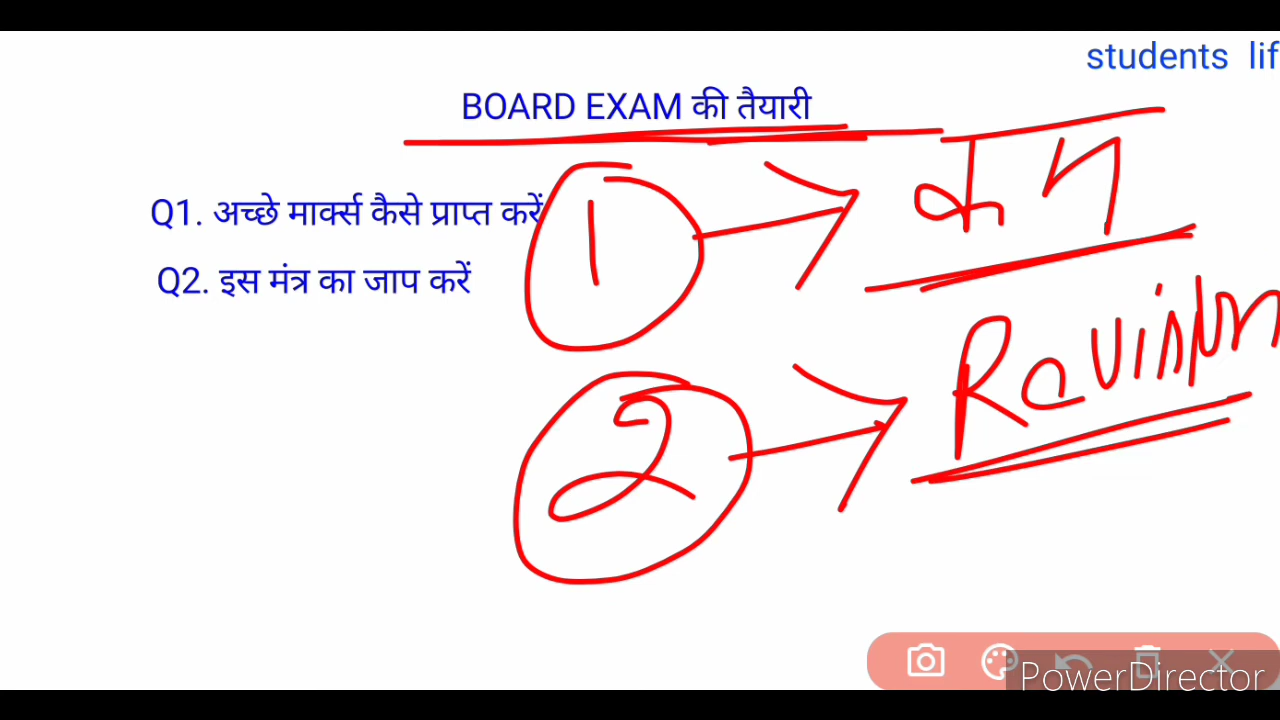 students lif
BOARD EXAM की तैयारी
Q1. अच्छे मार्क्स कैसे प्राप्त करें
Q2. इस मंत्र का जाप करें
1
2
PowerDirector